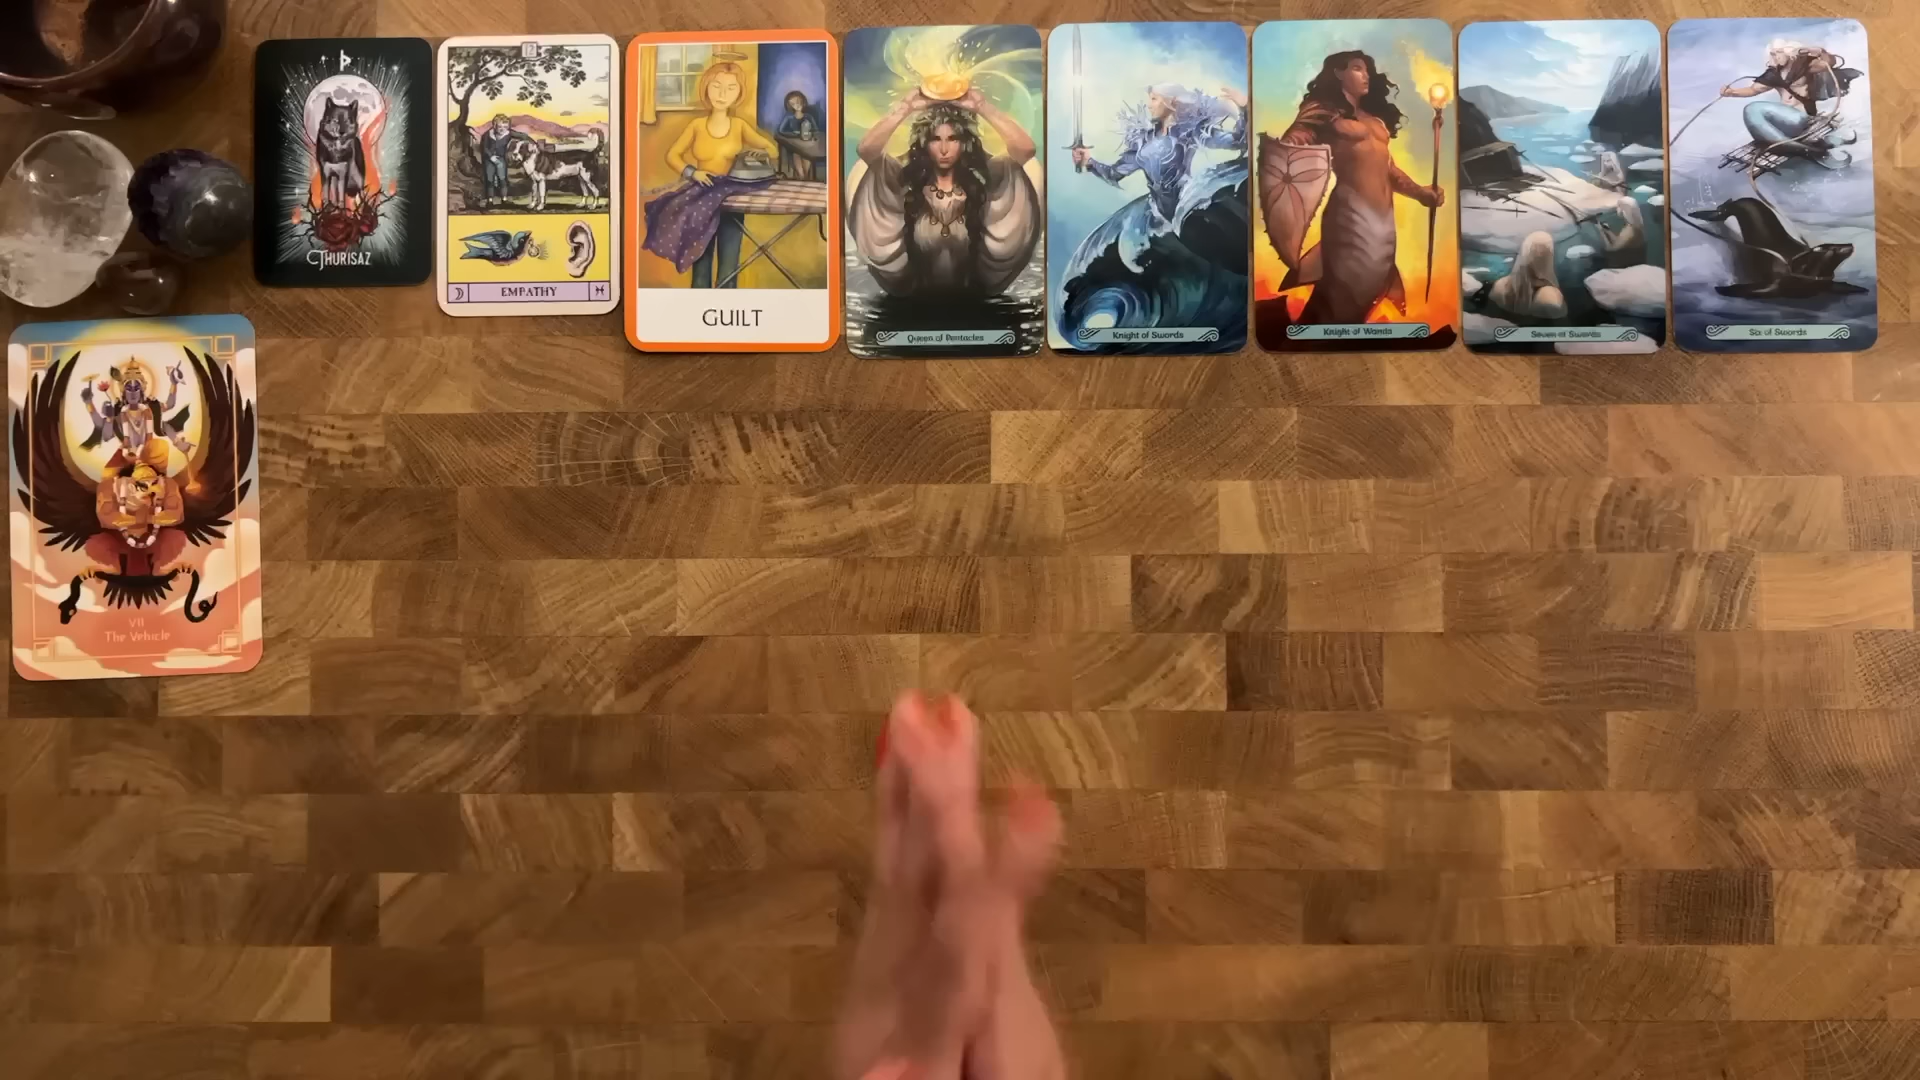 THURISAZ
12
EMPATHY
GUILT
Queen of Pentacles
Knight of Swords
Knight of Wands
Seven of Swords
Six of Swords
VII
The Vehicle